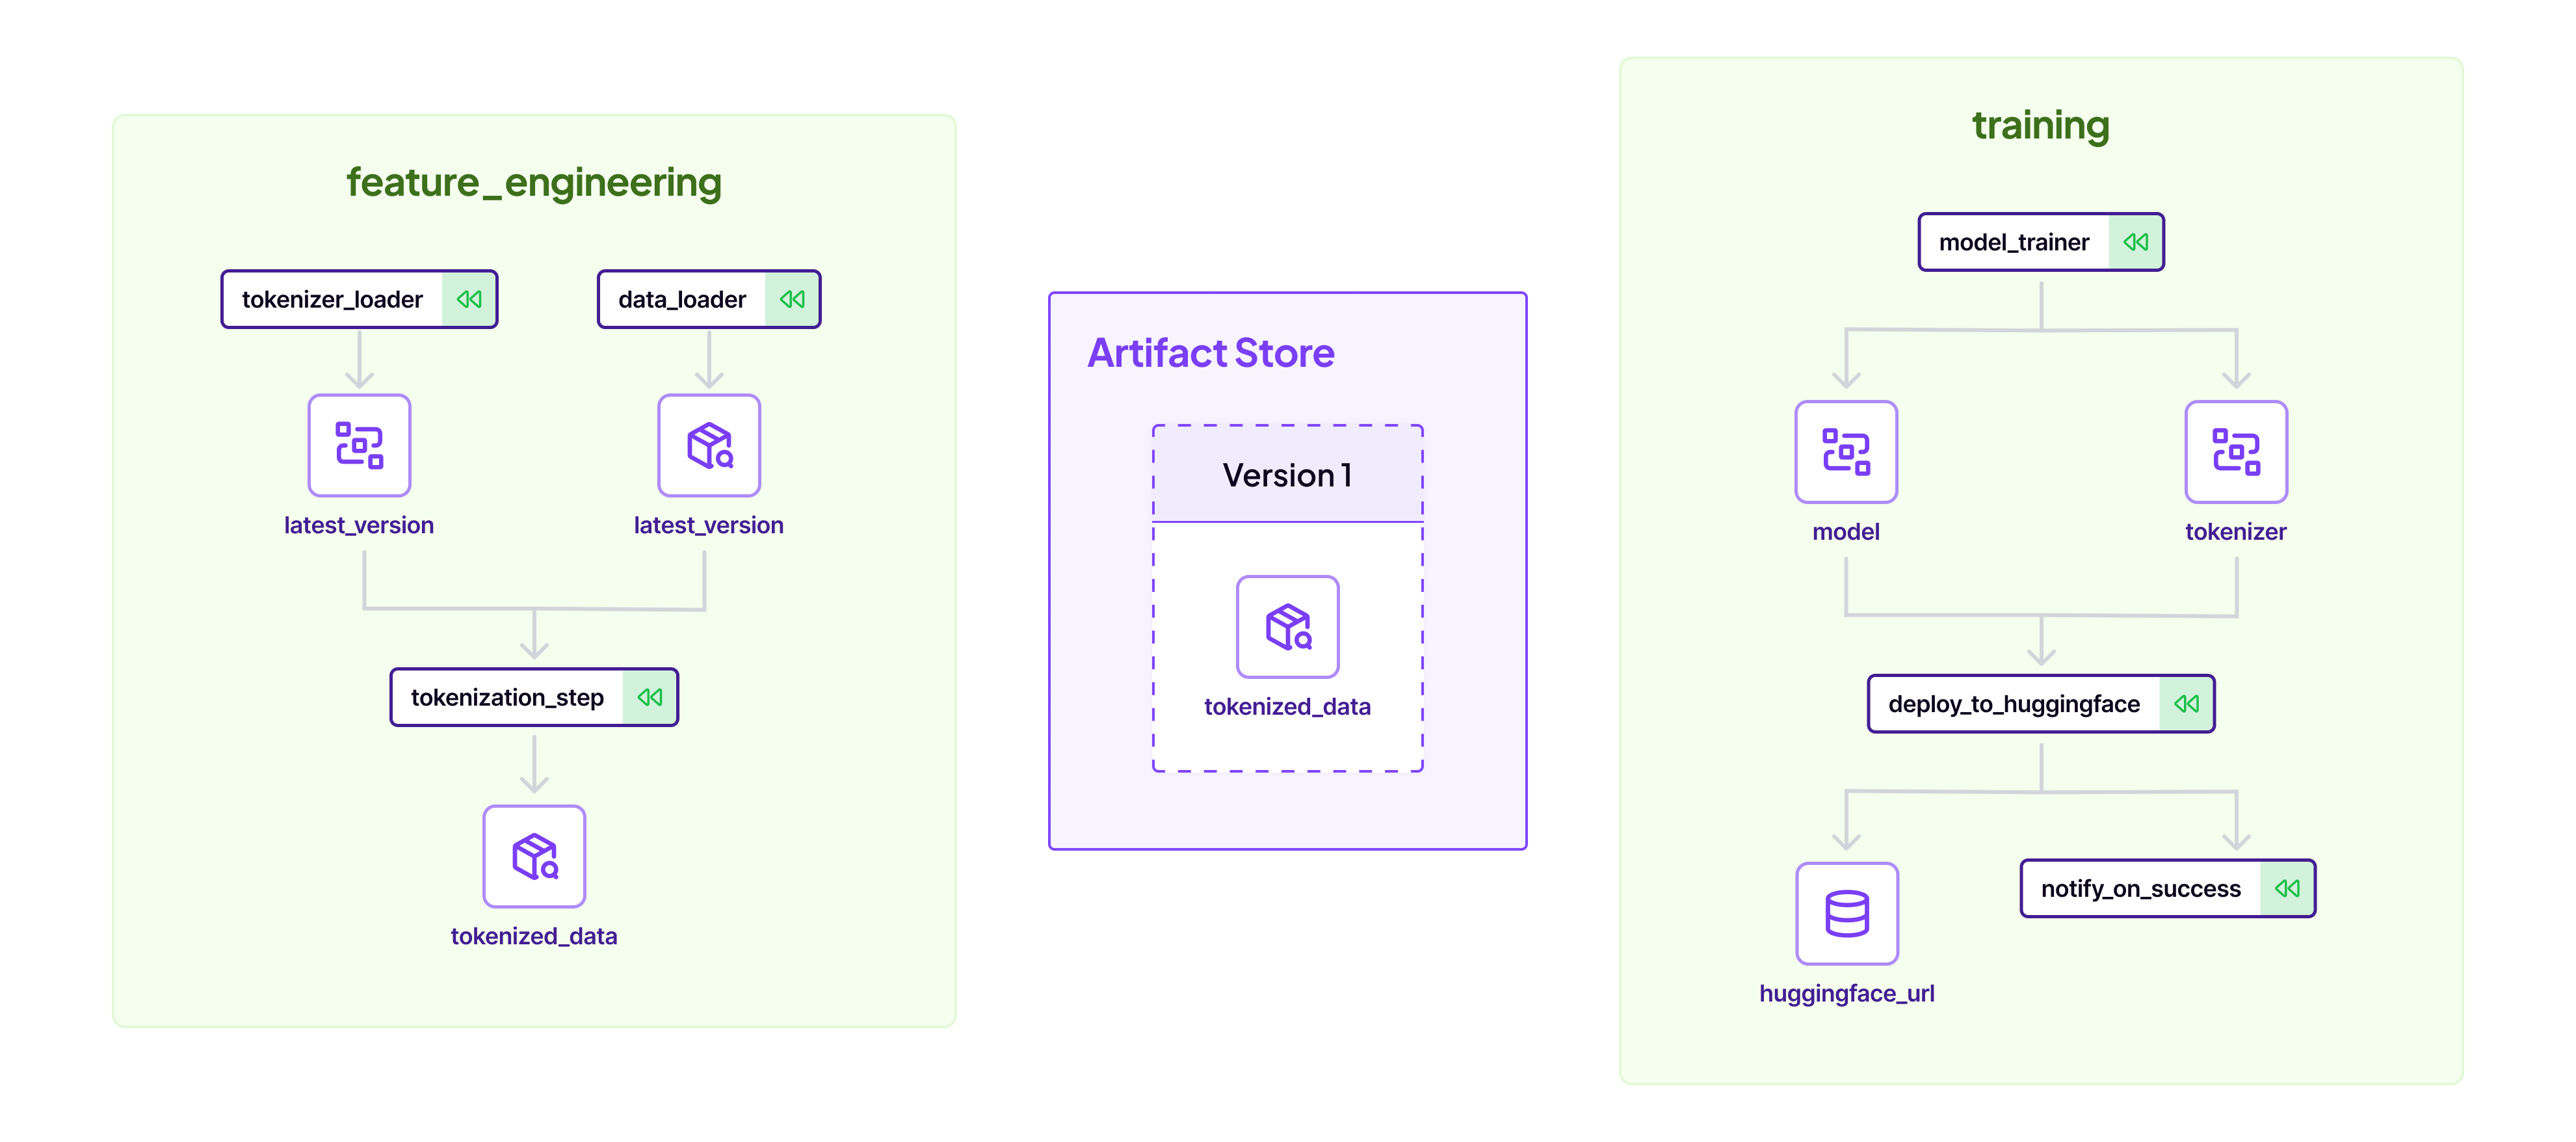 feature_engineering
tokenizer_loader
data_loader
latest_version
latest_version
tokenization_step
tokenized_data
Artifact Store
Version 1
tokenized_data
training
model_trainer
model
tokenizer
deploy_to_huggingface
notify_on_success
huggingface_url